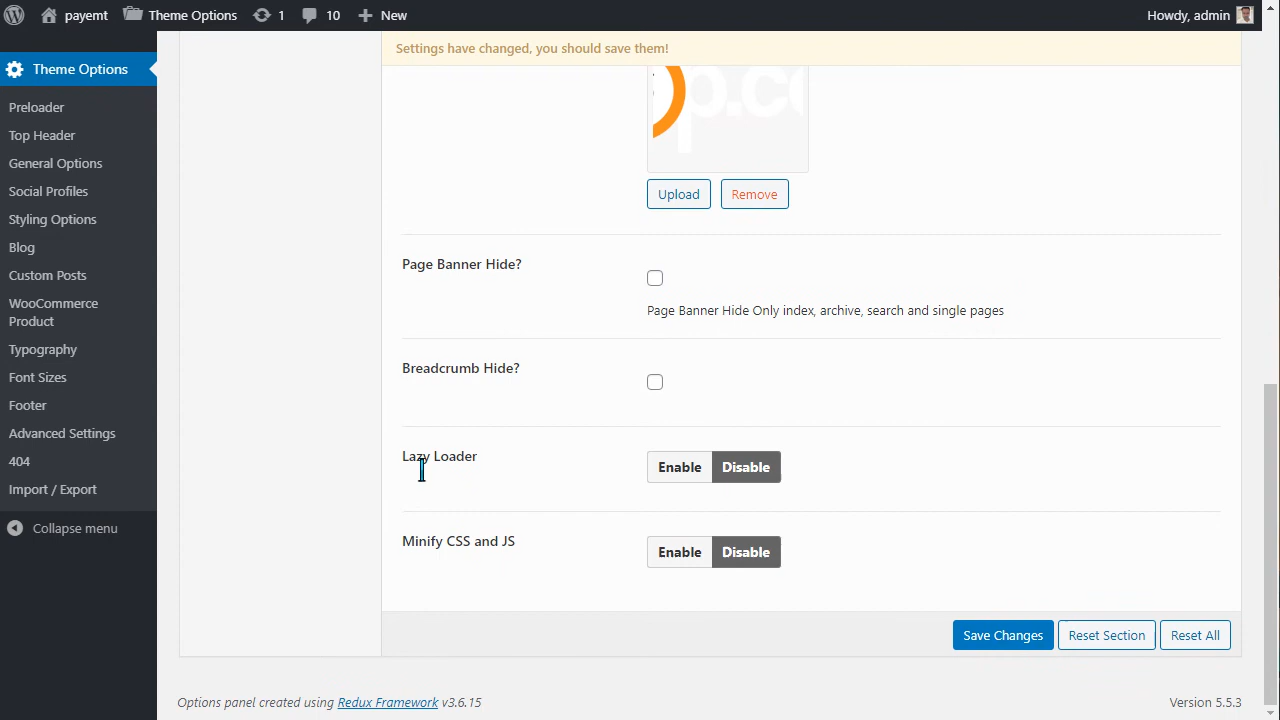 payemt
Theme Options
1
10
New
Howdy, admin
Theme Options
Preloader
Top Header
General Options
Social Profiles
Styling Options
Blog
Custom Posts
WooCommerce
Product
Typography
Font Sizes
Footer
Advanced Settings
404
Import / Export
Collapse menu
Settings have changed, you should save them!
Upload
Remove
Page Banner Hide?
Page Banner Hide Only index, archive, search and single pages
Breadcrumb Hide?
Lazy Loader
Enable Disable
Minify CSS and JS
Enable Disable
Save Changes
Reset Section
Reset All
Options panel created using Redux Framework v3.6.15
Version 5.5.3